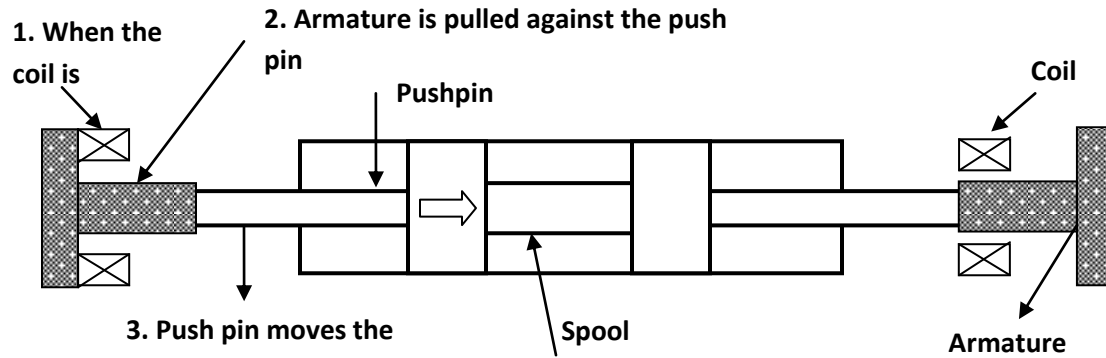 1. When the
coil is
2. Armature is pulled against the push
pin
Pushpin
Coil
3. Push pin moves the
Spool
Armature